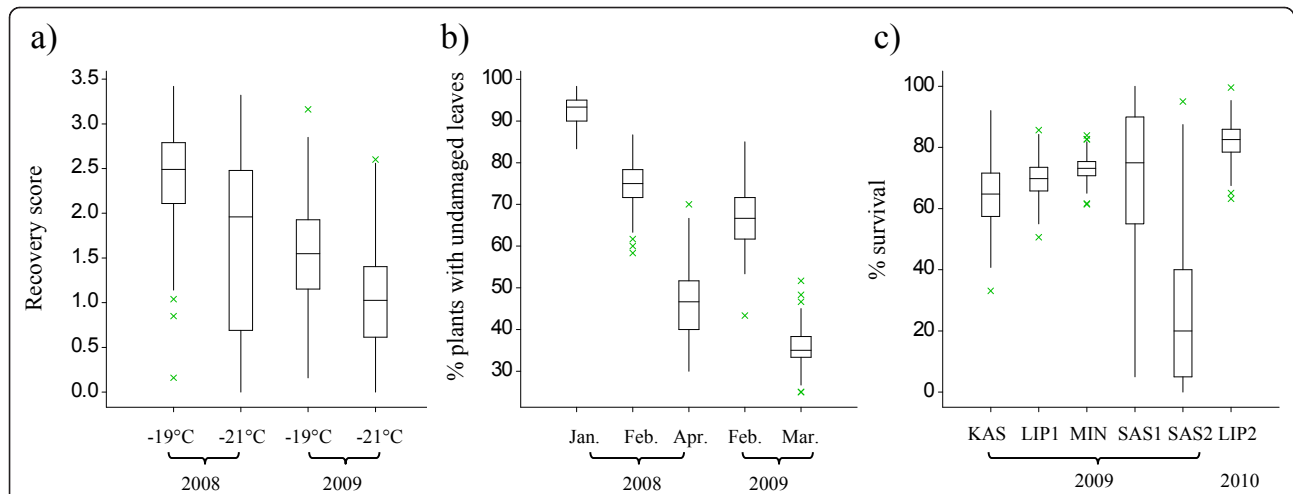 a)
Recovery score
3.5
3.0
2.5
2.0
1.5
1.0
0.5
0.0
-19°C -21°C -19°C -21°C
2008 2009
b)
% plants with undamaged leaves
100
90
80
70
60
50
40
30
Jan. Feb. Apr. Feb. Mar.
2008 2009
c)
% survival
100
80
60
40
20
0
KAS LIP1 MIN SAS1 SAS2 LIP2
2009 2010